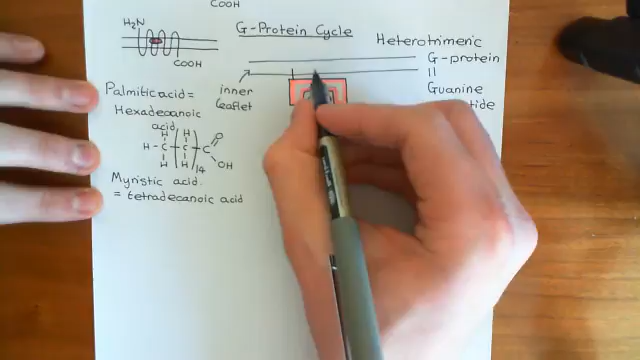 COOH
G-Protein Cycle
H₂N
COOH
Heterotrimeric
G-protein
Guanine
Palmitic acid =
Hexadecanoic
acid
inner
leaflet
H H
H-C-C-C O
H H 14 OH
Myristic acid.
= tetradecanoic acid